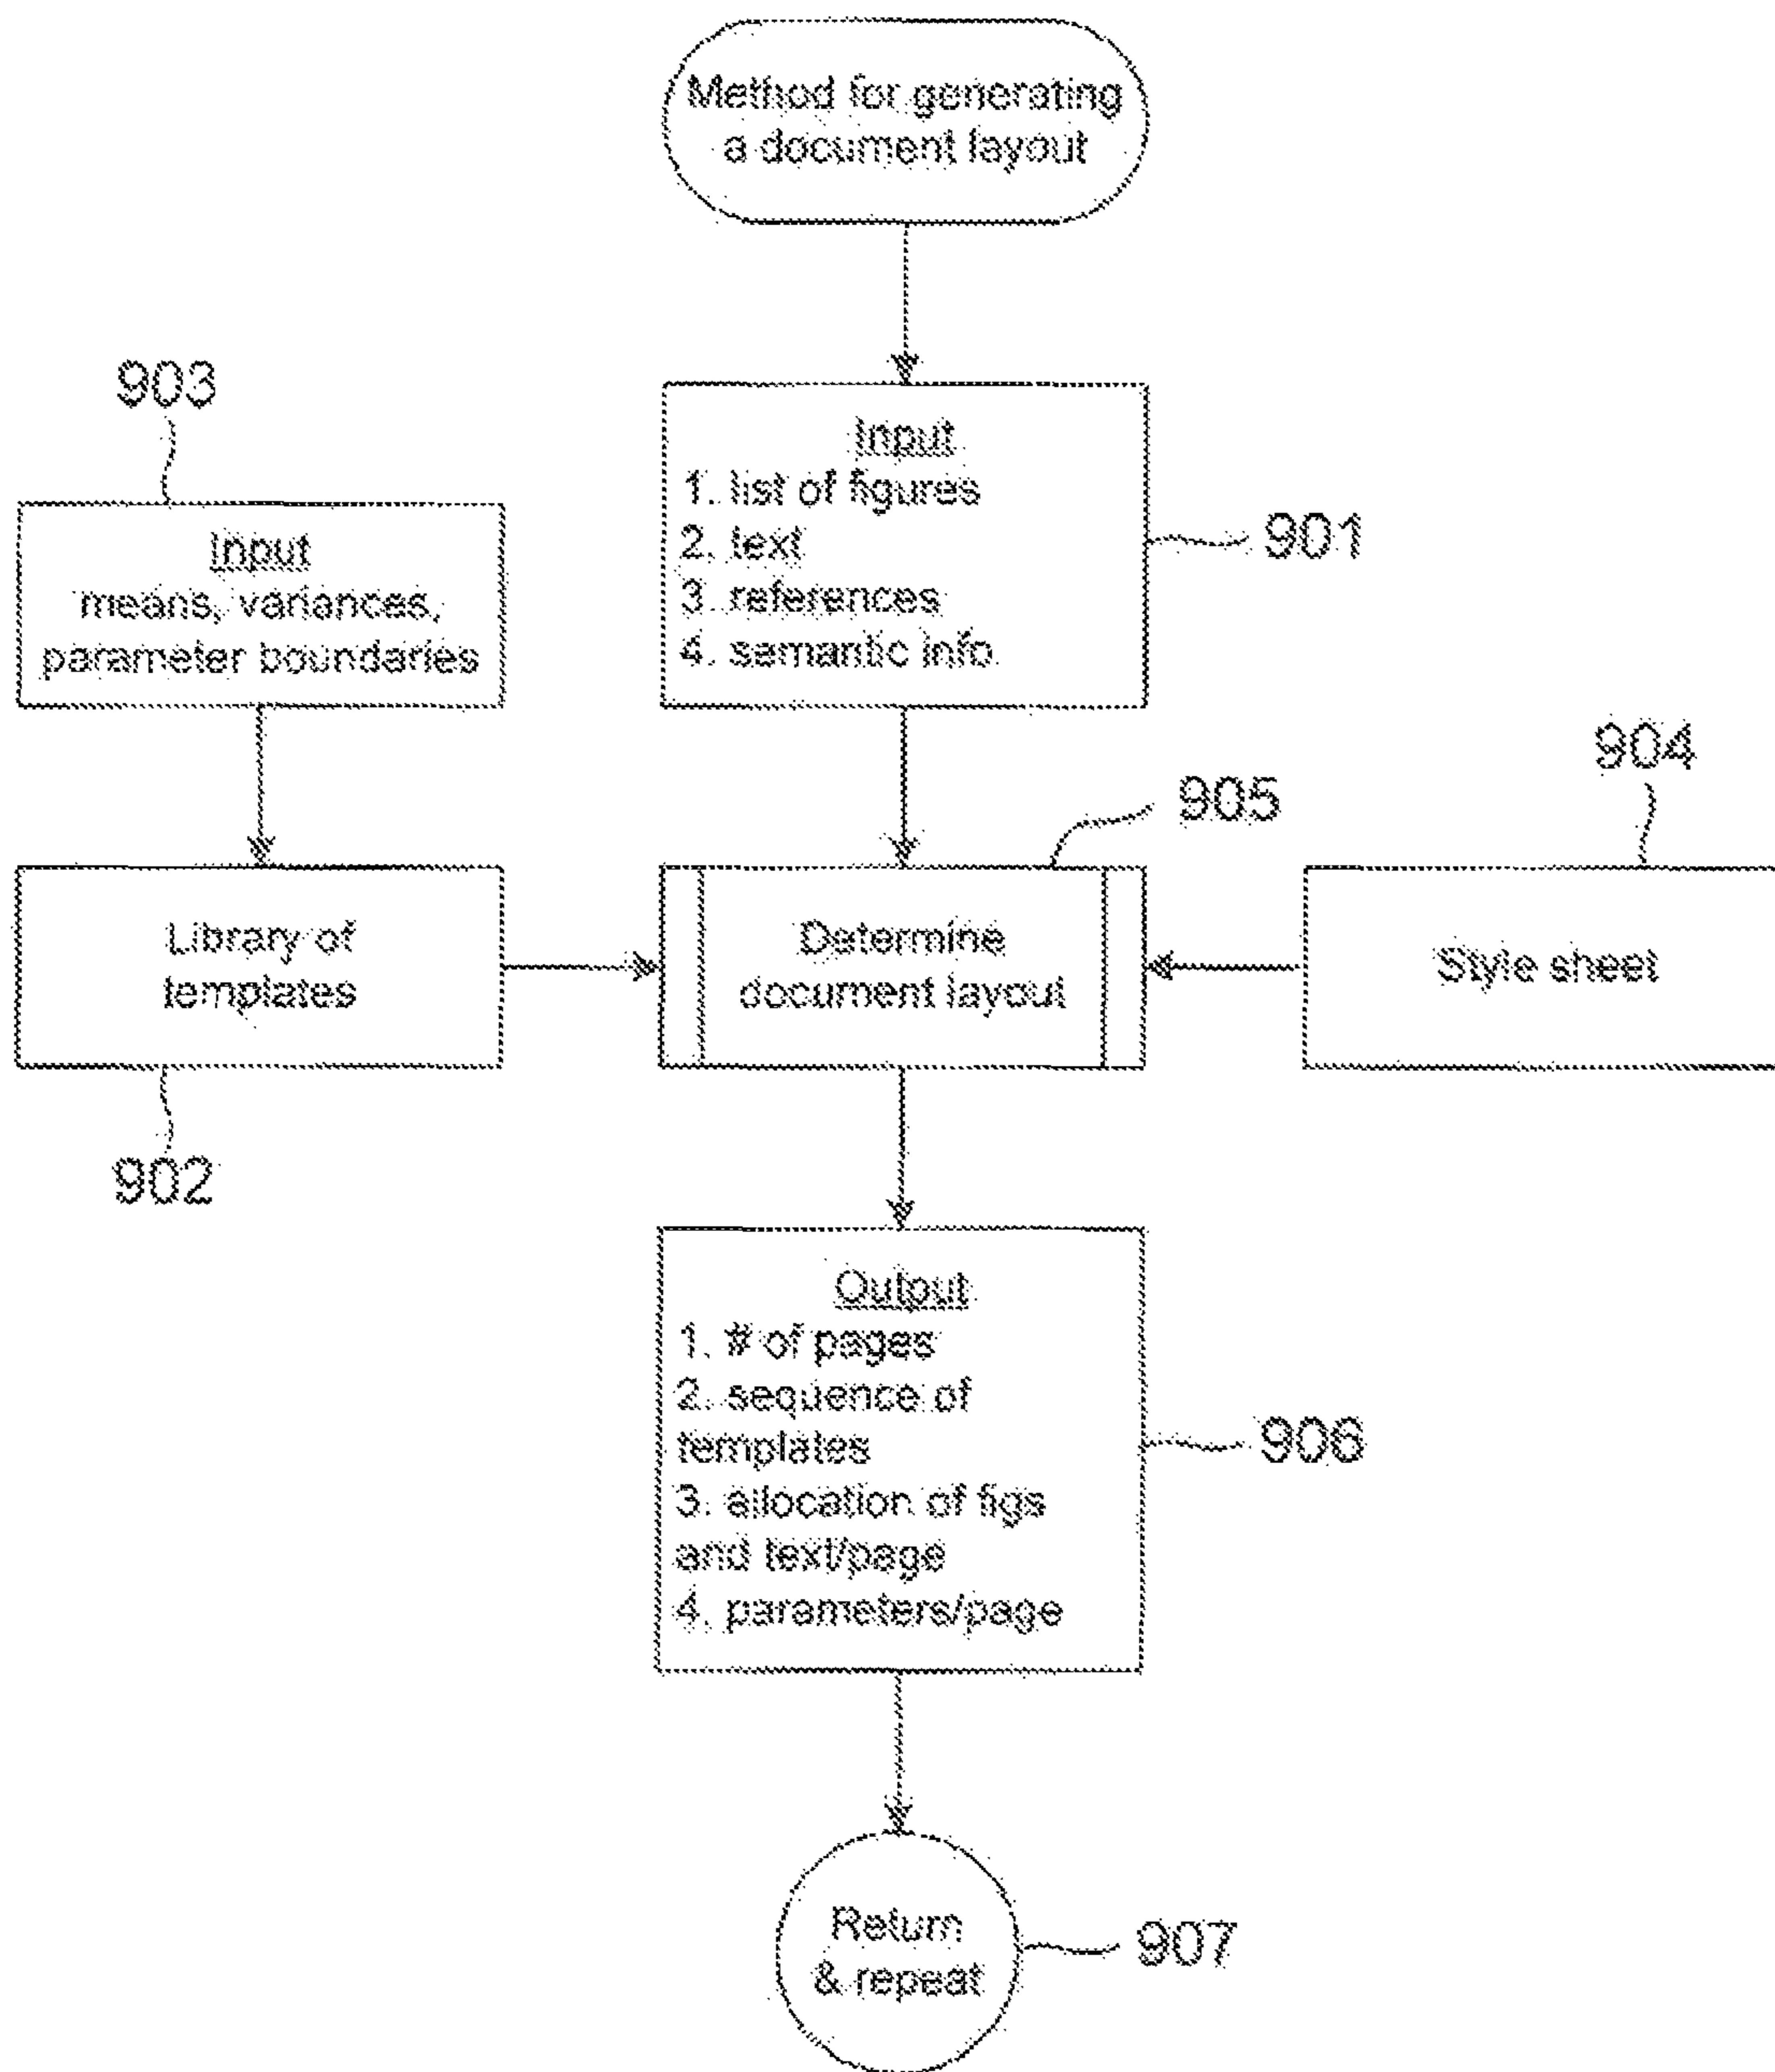 Method for generating
a document layout
903
Input
1. list of figures
2. text
3. references
4. semantic info.
901
Input
means, variances,
parameter boundaries
904
905
Library of
templates
Determine
document layout
Style sheet
902
Output
1. # of pages
2. sequence of
templates
3. allocation of figs
and text/page
4. parameters/page
906
Return
& repeat
907